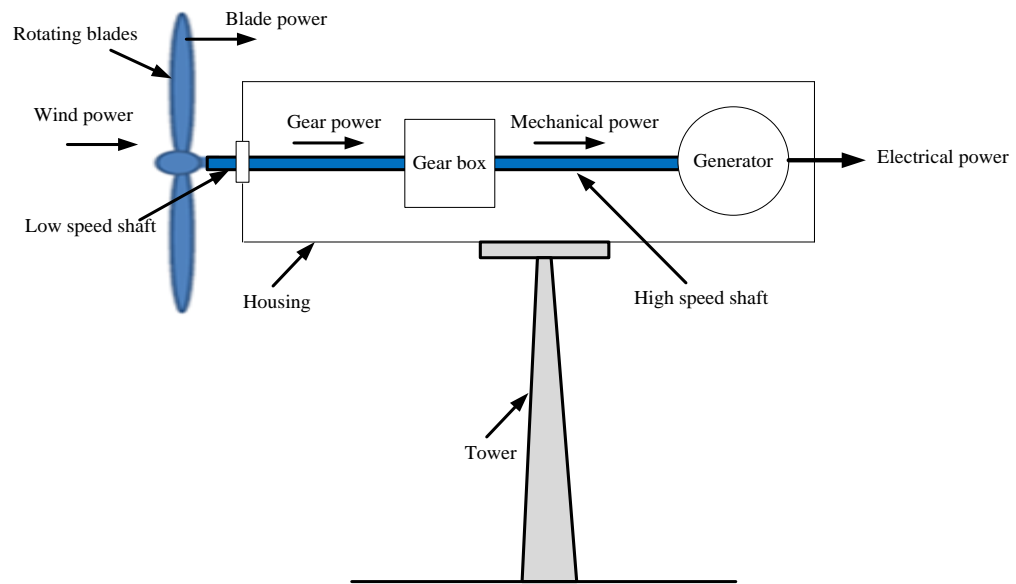 Blade power
Rotating blades
Wind power
Gear power
Mechanical power
Gear box
Generator
Electrical power
Low speed shaft
Housing
High speed shaft
Tower